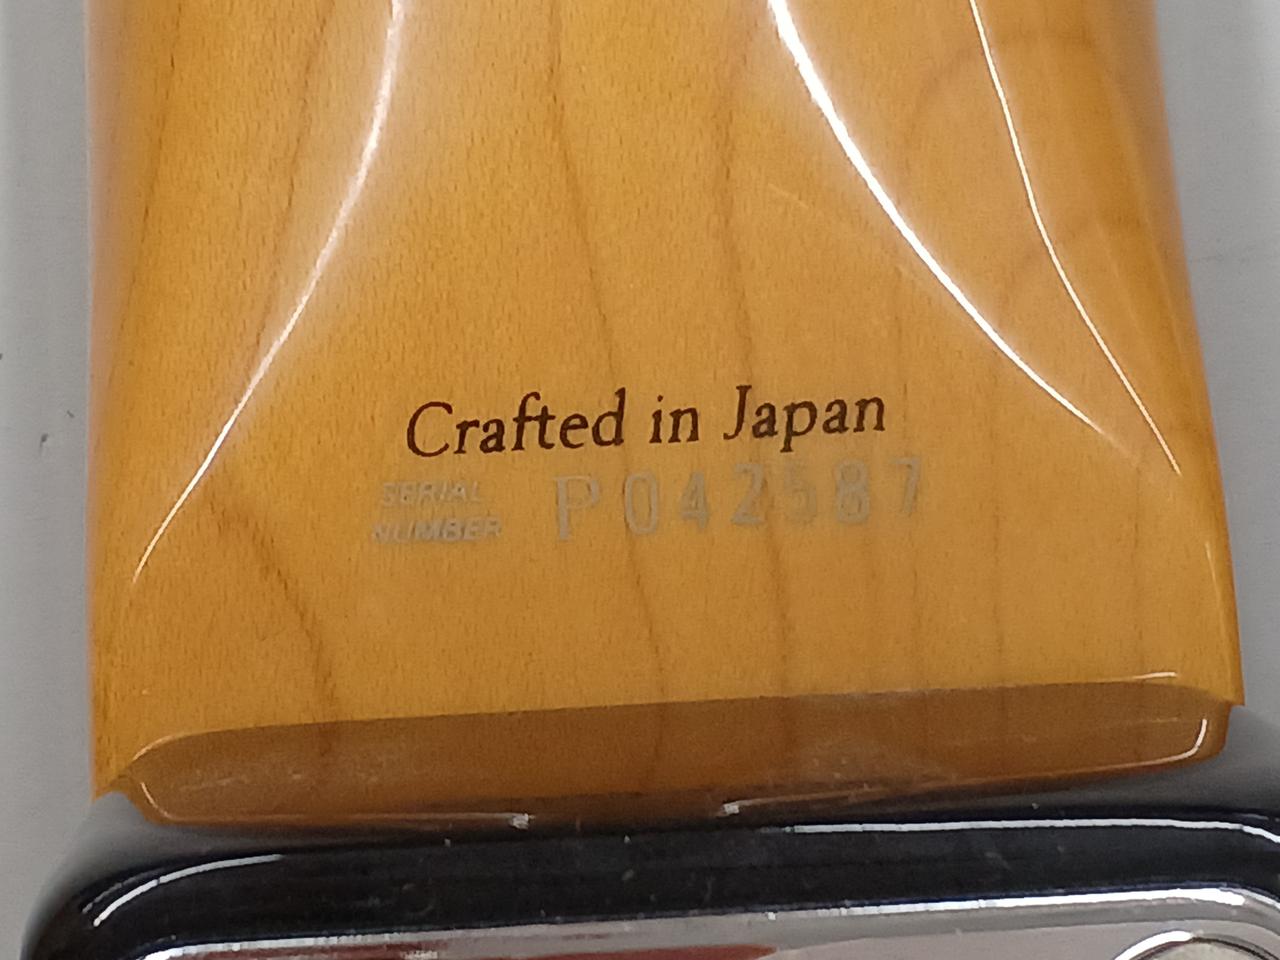 Crafted in Japan
SERIAL
NUMBER P042587